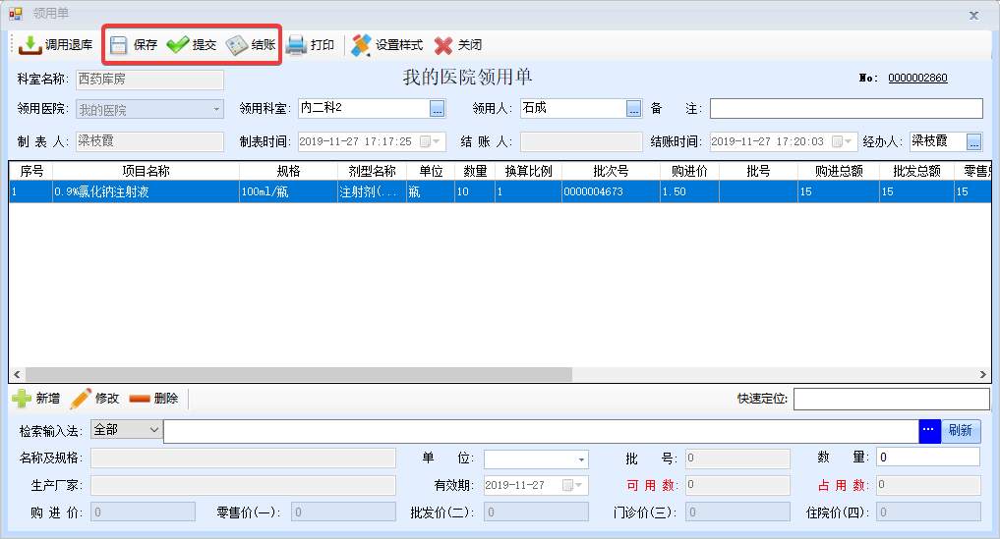 领用单
调用退库 保存 提交 结账 打印 设置样式 关闭
科室名称: 西药库房 我的医院领用单 No: 0000002860
领用医院: 我的医院 领用科室: 内二科2 ... 领用人: 石成 ... 备 注:
制 表 人: 梁枝霞 制表时间: 2019-11-27 17:17:25 结 账 人: 结账时间: 2019-11-27 17:20:03 经办人: 梁枝霞 ...
序号 项目名称 规格 剂型名称 单位 数量 换算比例 批次号 购进价 批号 购进总额 批发总额 零售
1 0.9%氯化钠注射液 100ml/瓶 注射剂(... 瓶 10 1 0000004673 1.50 15 15 15
新增 修改 删除 快速定位:
检索输入法: 全部 ... 刷新
名称及规格: 单 位: 批 号: 0 数 量: 0
生产厂家: 有效期: 2019-11-27 可 用 数: 0 占 用 数: 0
购 进 价: 0 零售价(一): 0 批发价(二): 0 门诊价(三): 0 住院价(四): 0